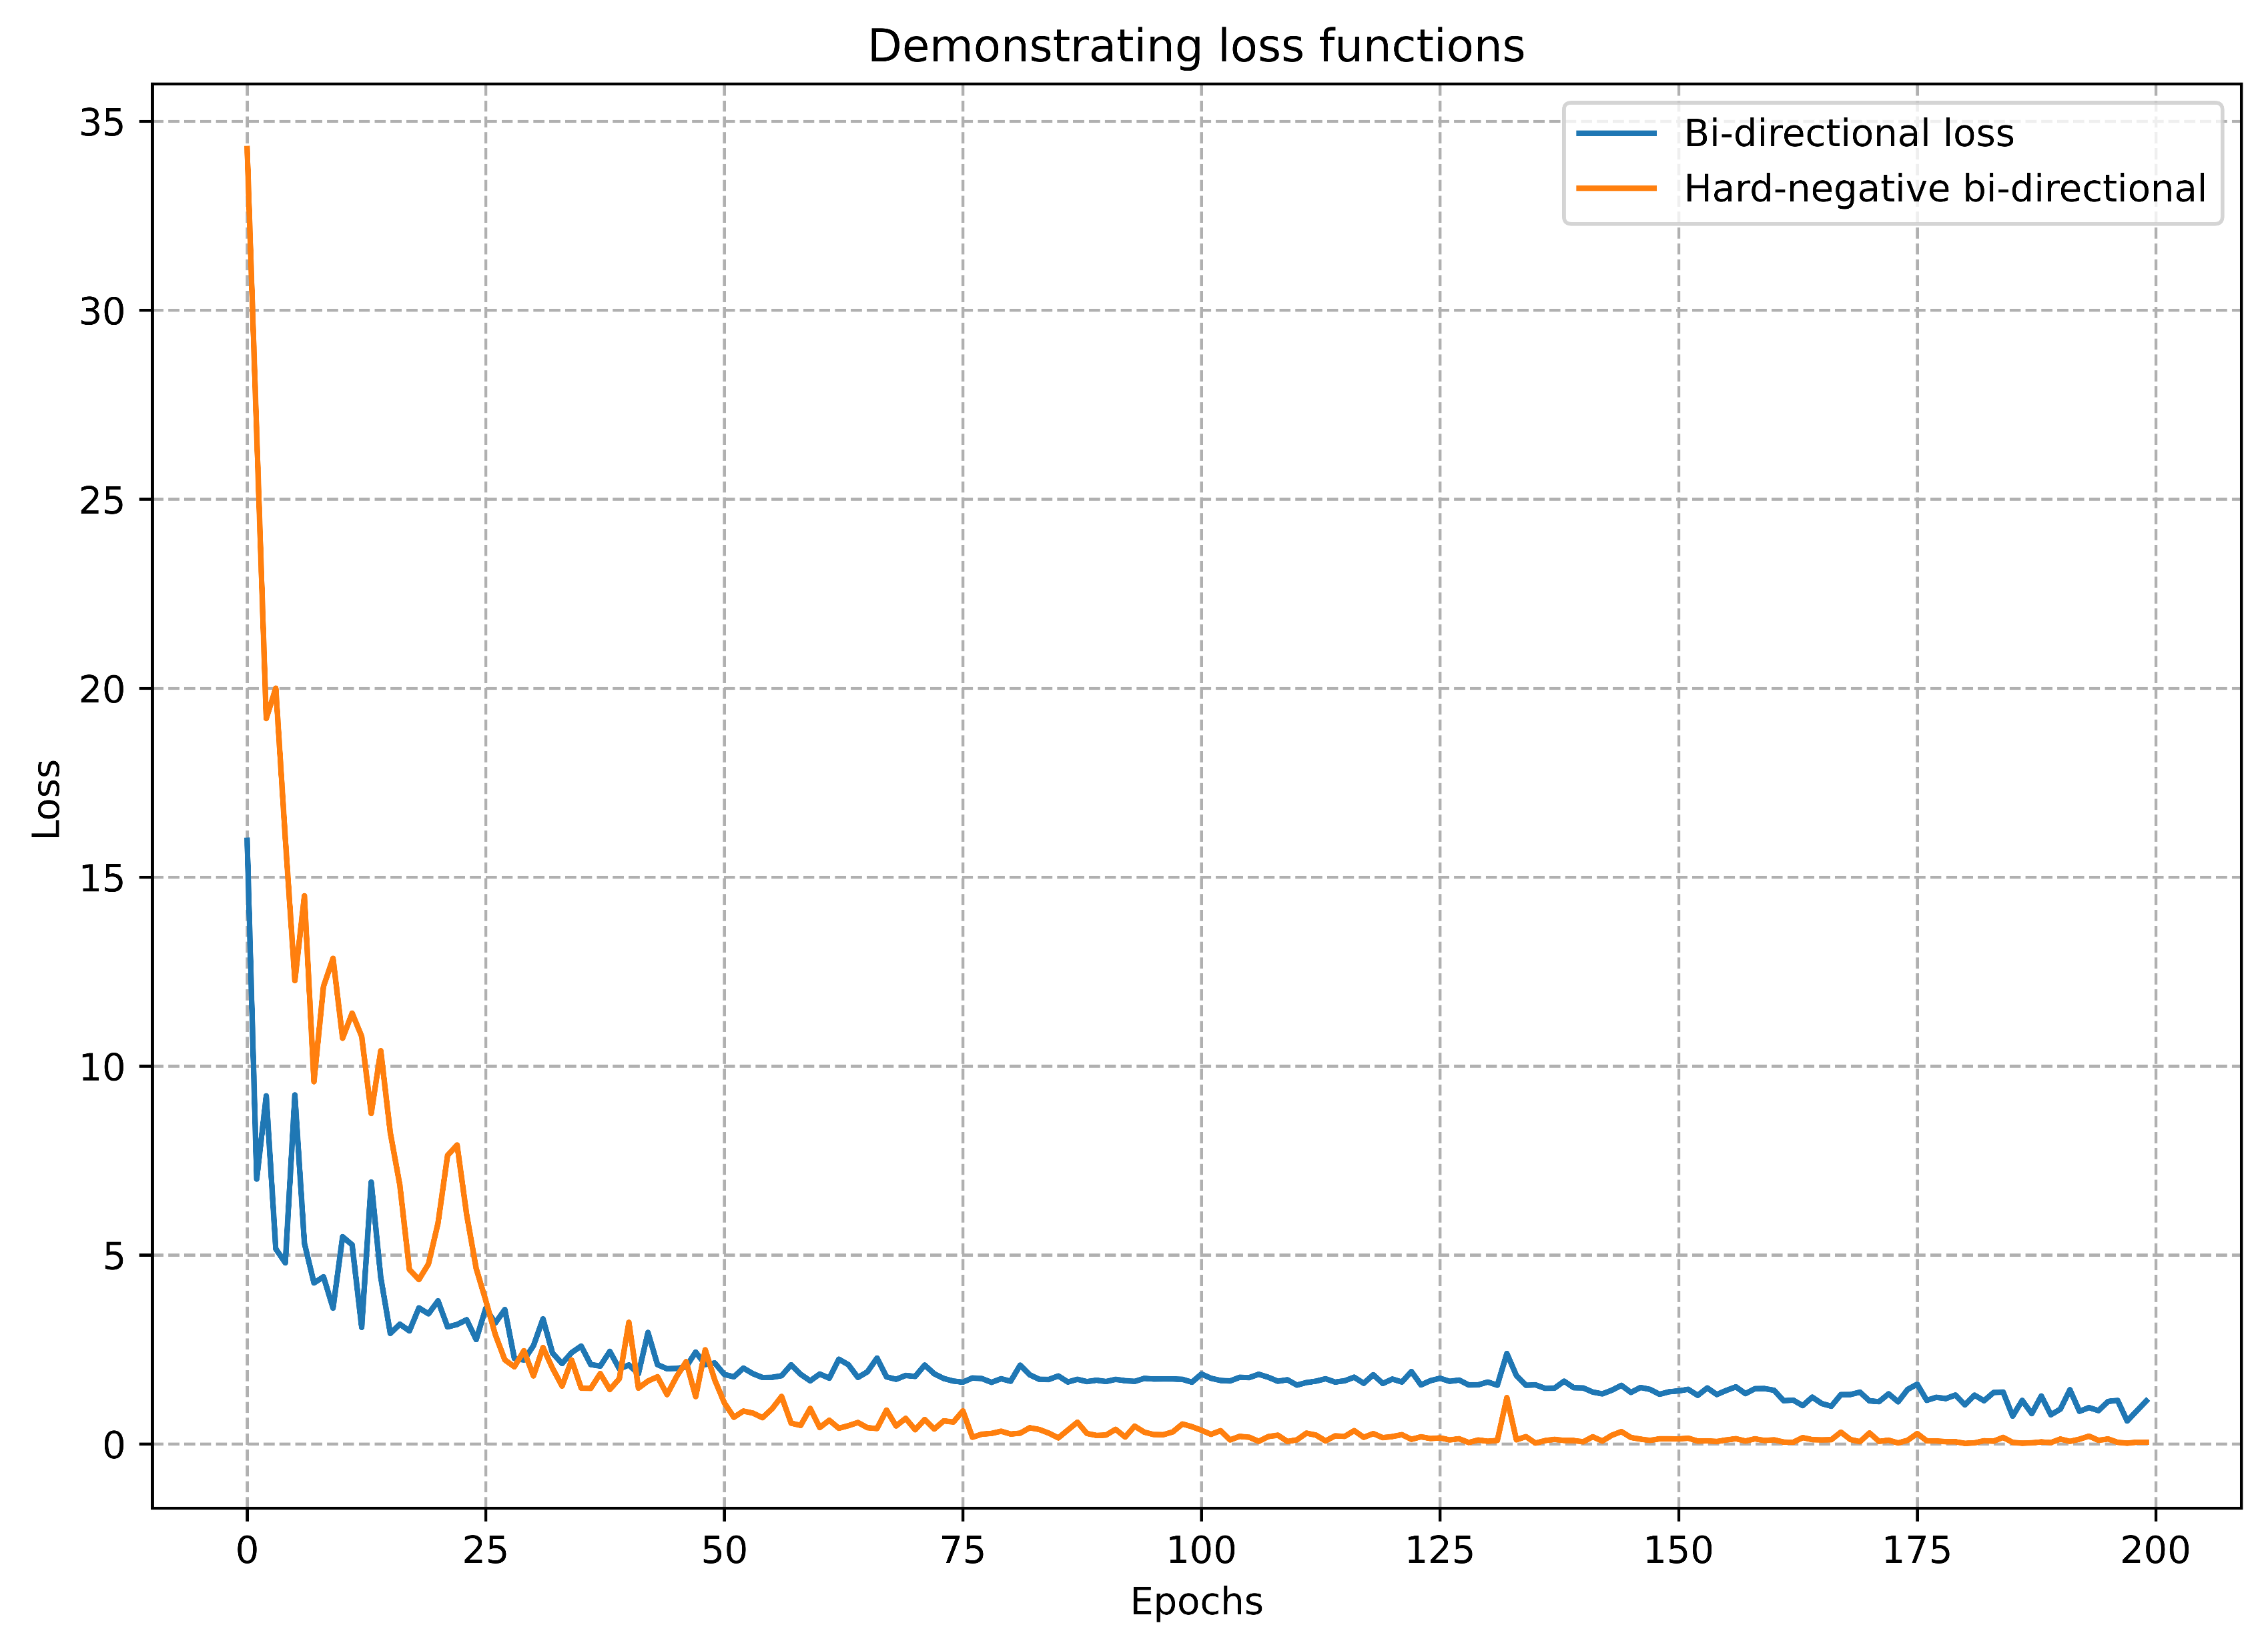 Demonstrating loss functions
Bi-directional loss
Hard-negative bi-directional
35
30
25
20
15
10
5
0
Loss
0 25 50 75 100 125 150 175 200
Epochs